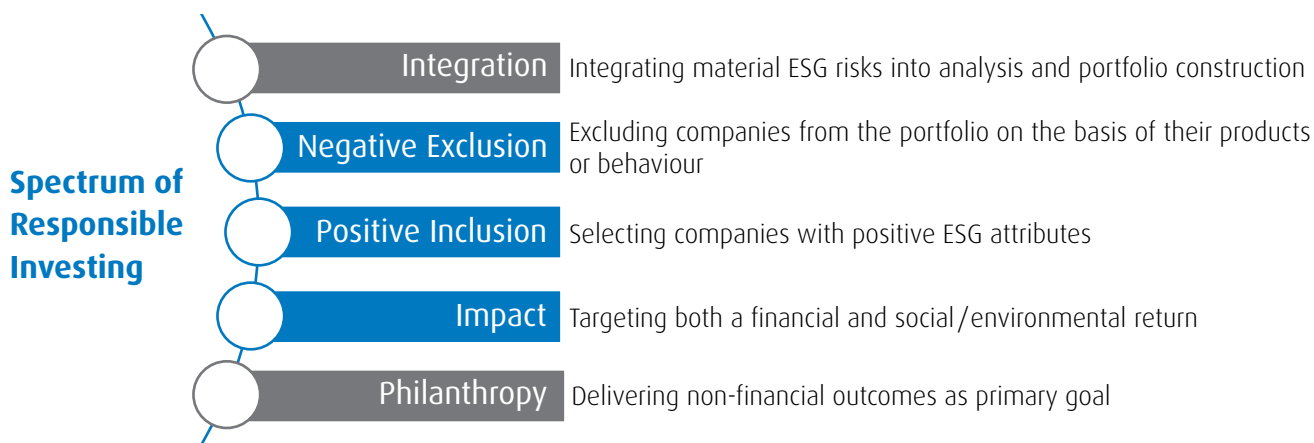 Spectrum of
Responsible
Investing
Integration
Integrating material ESG risks into analysis and portfolio construction
Negative Exclusion
Excluding companies from the portfolio on the basis of their products
or behaviour
Positive Inclusion
Selecting companies with positive ESG attributes
Impact
Targeting both a financial and social/environmental return
Philanthropy
Delivering non-financial outcomes as primary goal